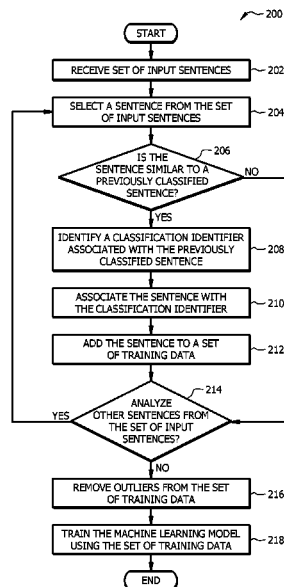 200
START
RECEIVE SET OF INPUT SENTENCES
202
SELECT A SENTENCE FROM THE SET
OF INPUT SENTENCES
204
206
IS THE
SENTENCE SIMILAR TO A
PREVIOUSLY CLASSIFIED
SENTENCE?
NO
YES
IDENTIFY A CLASSIFICATION IDENTIFIER
ASSOCIATED WITH THE PREVIOUSLY
CLASSIFIED SENTENCE
208
ASSOCIATE THE SENTENCE WITH
THE CLASSIFICATION IDENTIFIER
210
ADD THE SENTENCE TO A SET
OF TRAINING DATA
212
214
ANALYZE
OTHER SENTENCES FROM
THE SET OF INPUT
SENTENCES?
YES
NO
REMOVE OUTLIERS FROM THE SET
OF TRAINING DATA
216
TRAIN THE MACHINE LEARNING MODEL
USING THE SET OF TRAINING DATA
218
END